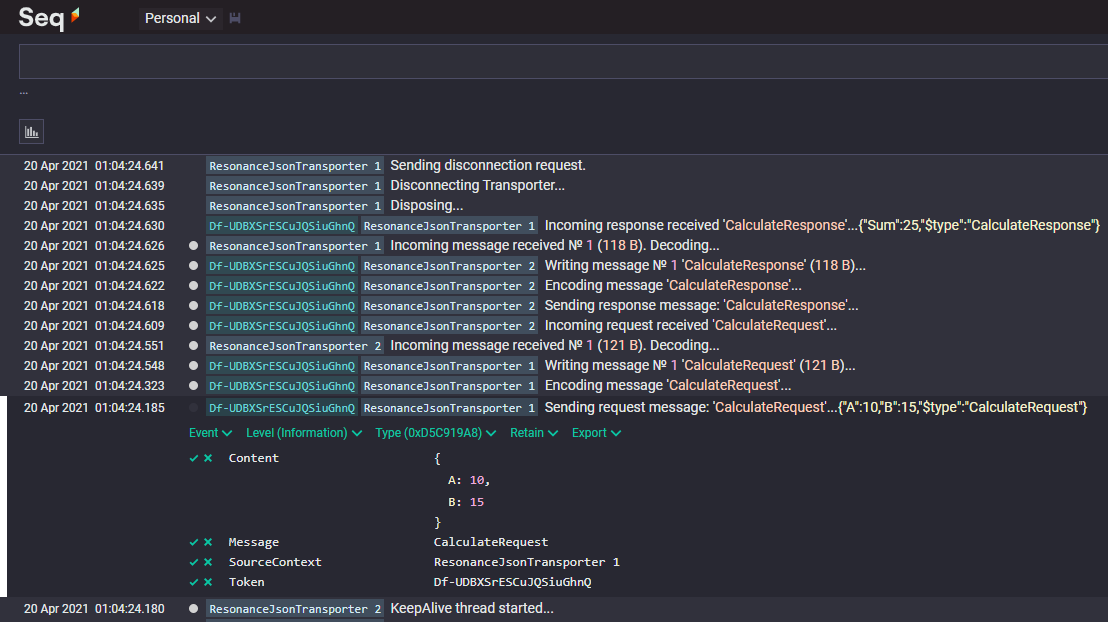 Seq Personal
...
20 Apr 2021 01:04:24.641 ResonanceJsonTransporter 1 Sending disconnection request.
20 Apr 2021 01:04:24.639 ResonanceJsonTransporter 1 Disconnecting Transporter...
20 Apr 2021 01:04:24.635 ResonanceJsonTransporter 1 Disposing...
20 Apr 2021 01:04:24.630 Df-UDBXSrESCuJQSiuGhnQ ResonanceJsonTransporter 1 Incoming response received 'CalculateResponse'...{"Sum":25,"$type":"CalculateResponse"}
20 Apr 2021 01:04:24.626 ResonanceJsonTransporter 1 Incoming message received № 1 (118 B). Decoding...
20 Apr 2021 01:04:24.625 Df-UDBXSrESCuJQSiuGhnQ ResonanceJsonTransporter 2 Writing message № 1 'CalculateResponse' (118 B)...
20 Apr 2021 01:04:24.622 Df-UDBXSrESCuJQSiuGhnQ ResonanceJsonTransporter 2 Encoding message 'CalculateResponse'...
20 Apr 2021 01:04:24.618 Df-UDBXSrESCuJQSiuGhnQ ResonanceJsonTransporter 2 Sending response message: 'CalculateResponse'...
20 Apr 2021 01:04:24.609 Df-UDBXSrESCuJQSiuGhnQ ResonanceJsonTransporter 2 Incoming request received 'CalculateRequest'...
20 Apr 2021 01:04:24.551 ResonanceJsonTransporter 2 Incoming message received № 1 (121 B). Decoding...
20 Apr 2021 01:04:24.548 Df-UDBXSrESCuJQSiuGhnQ ResonanceJsonTransporter 1 Writing message № 1 'CalculateRequest' (121 B)...
20 Apr 2021 01:04:24.323 Df-UDBXSrESCuJQSiuGhnQ ResonanceJsonTransporter 1 Encoding message 'CalculateRequest'...
20 Apr 2021 01:04:24.185 Df-UDBXSrESCuJQSiuGhnQ ResonanceJsonTransporter 1 Sending request message: 'CalculateRequest'...{"A":10,"B":15,"$type":"CalculateRequest"}
Event Level (Information) Type (0xD5C919A8) Retain Export
Content {
A: 10,
B: 15
}
Message CalculateRequest
SourceContext ResonanceJsonTransporter 1
Token Df-UDBXSrESCuJQSiuGhnQ
20 Apr 2021 01:04:24.180 ResonanceJsonTransporter 2 KeepAlive thread started...